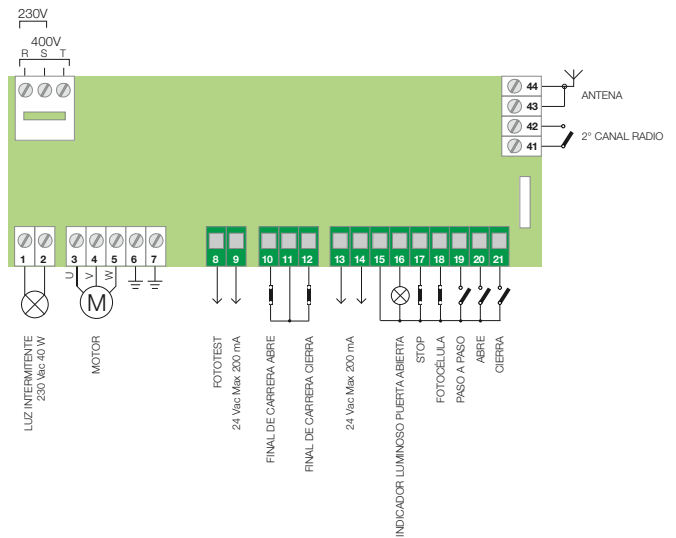 230V
400V
R S T
44
43
42
41
ANTENA
2° CANAL RADIO
1 2 3 4 5 6 7 8 9 10 11 12 13 14 15 16 17 18 19 20 21
U V W
M
LUZ INTERMITENTE
230 Vac 40 W
MOTOR
FOTOTEST
24 Vac Max 200 mA
FINAL DE CARRERA ABRE
FINAL DE CARRERA CIERRA
24 Vac Max 200 mA
INDICADOR LUMINOSO PUERTA ABIERTA
STOP
FOTOCÉLULA
PASO A PASO
ABRE
CIERRA